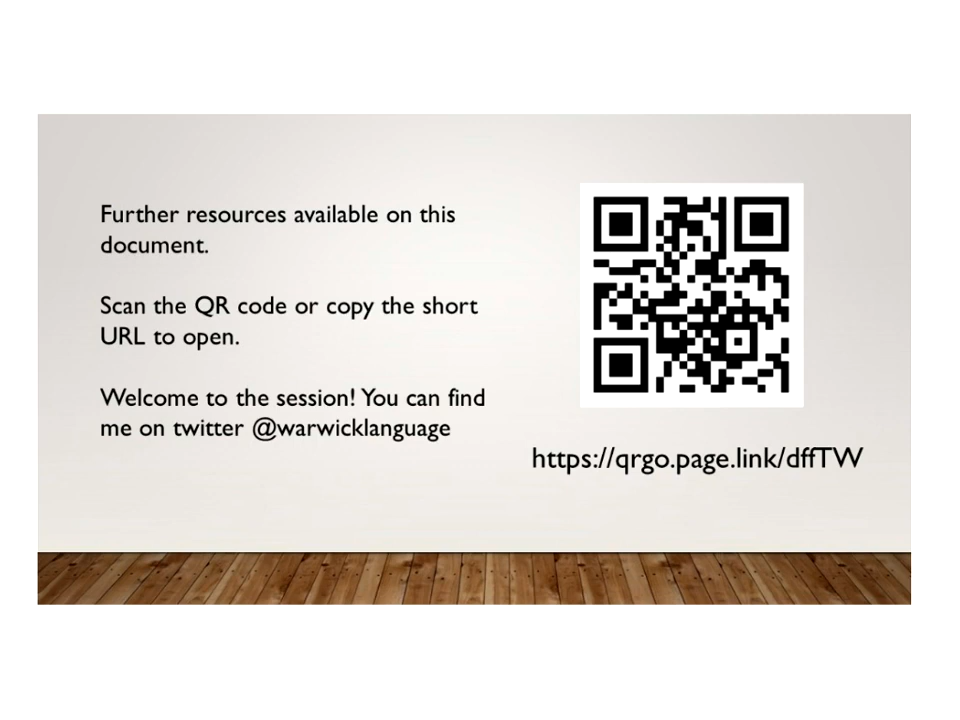 Further resources available on this
document.
Scan the QR code or copy the short
URL to open.
Welcome to the session! You can find
me on twitter @warwicklanguage
https://qrgo.page.link/dffTW